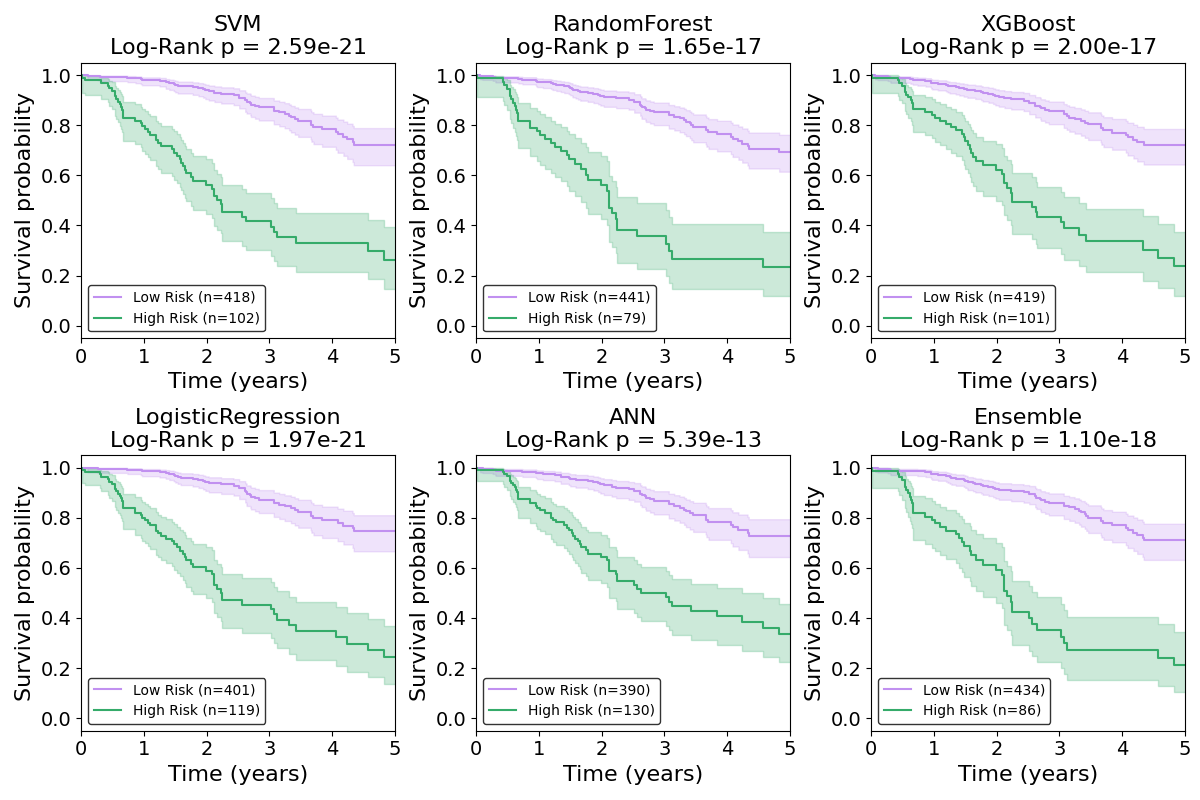 SVM
Log-Rank p = 2.59e-21
Survival probability
1.0
0.8
0.6
0.4
0.2
0.0
Low Risk (n=418)
High Risk (n=102)
0 1 2 3 4 5
Time (years)
RandomForest
Log-Rank p = 1.65e-17
Survival probability
1.0
0.8
0.6
0.4
0.2
0.0
Low Risk (n=441)
High Risk (n=79)
0 1 2 3 4 5
Time (years)
XGBoost
Log-Rank p = 2.00e-17
Survival probability
1.0
0.8
0.6
0.4
0.2
0.0
Low Risk (n=419)
High Risk (n=101)
0 1 2 3 4 5
Time (years)
LogisticRegression
Log-Rank p = 1.97e-21
Survival probability
1.0
0.8
0.6
0.4
0.2
0.0
Low Risk (n=401)
High Risk (n=119)
0 1 2 3 4 5
Time (years)
ANN
Log-Rank p = 5.39e-13
Survival probability
1.0
0.8
0.6
0.4
0.2
0.0
Low Risk (n=390)
High Risk (n=130)
0 1 2 3 4 5
Time (years)
Ensemble
Log-Rank p = 1.10e-18
Survival probability
1.0
0.8
0.6
0.4
0.2
0.0
Low Risk (n=434)
High Risk (n=86)
0 1 2 3 4 5
Time (years)